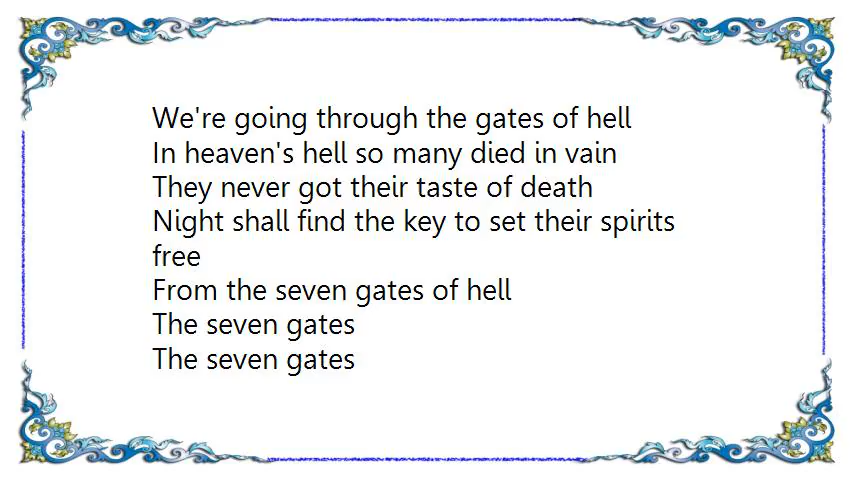 We're going through the gates of hell
In heaven's hell so many died in vain
They never got their taste of death
Night shall find the key to set their spirits
free
From the seven gates of hell
The seven gates
The seven gates